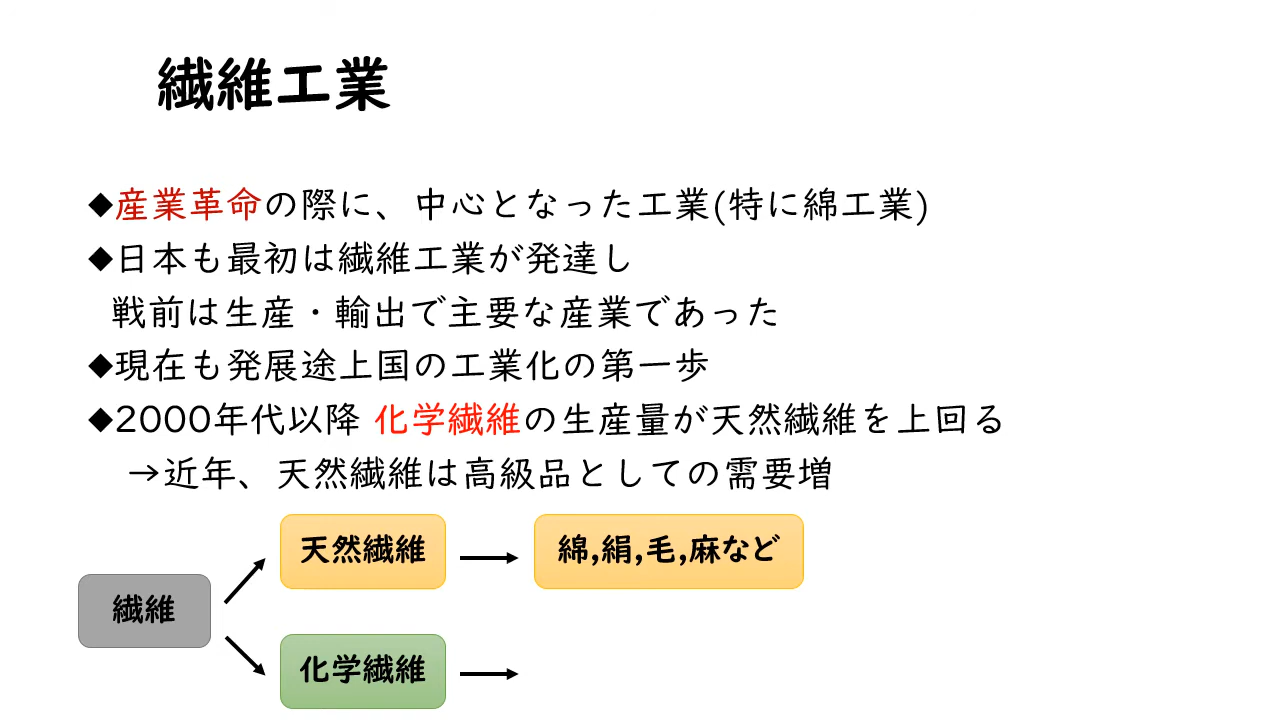 繊維工業
◆産業革命の際に、中心となった工業(特に綿工業)
◆日本も最初は繊維工業が発達し
戦前は生産・輸出で主要な産業であった
◆現在も発展途上国の工業化の第一歩
◆2000年代以降 化学繊維の生産量が天然繊維を上回る
→近年、天然繊維は高級品としての需要増
天然繊維
綿,絹,毛,麻など
繊維
化学繊維